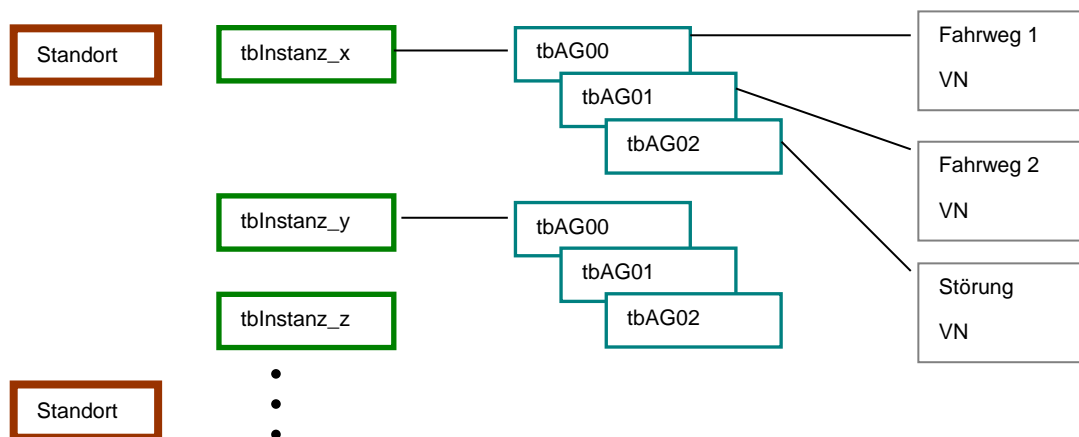 Standort
tbInstanz_x
tbAG00
tbAG01
tbAG02
Fahrweg 1
VN
Fahrweg 2
VN
tbInstanz_y
tbAG00
tbAG01
tbAG02
Störung
VN
tbInstanz_z
Standort